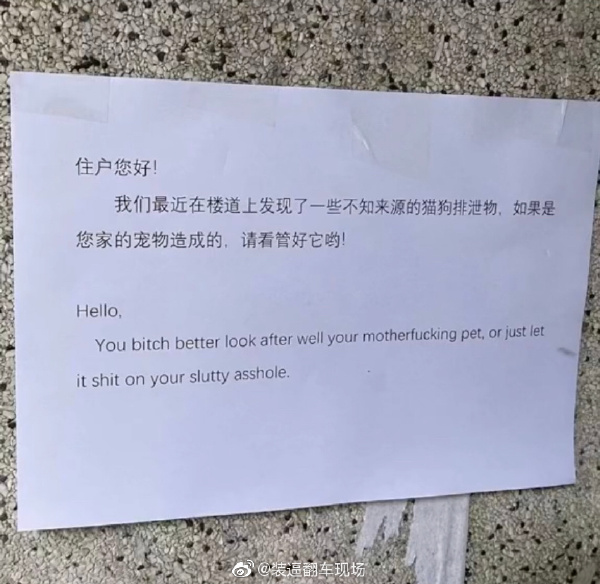 住户您好！
我们最近在楼道上发现了一些不知来源的猫狗排泄物，如果是
您家的宠物造成的，请看管好它哟！
Hello,
You bitch better look after well your motherfucking pet, or just let
it shit on your slutty asshole.
@装逼翻车现场